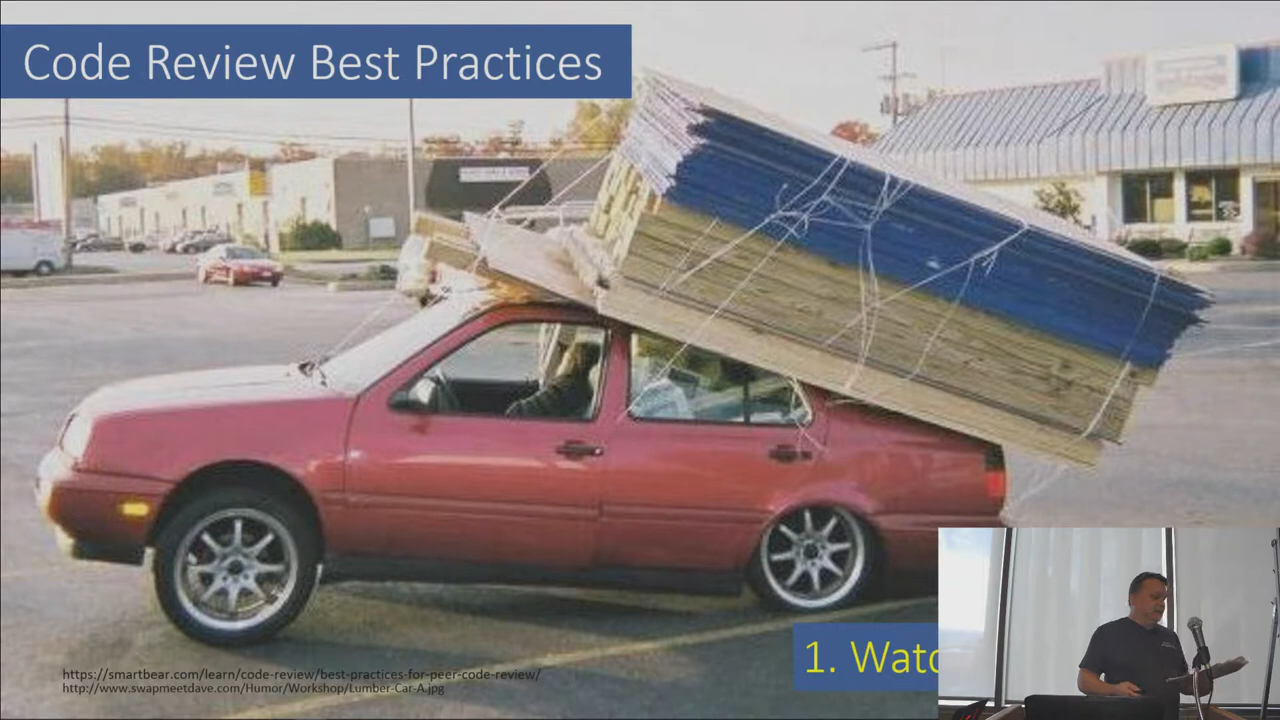 Code Review Best Practices
1. Watc
https://smartbear.com/learn/code-review/best-practices-for-peer-code-review/
http://www.swapmeetdave.com/Humor/Workshop/Lumber-Car-A.jpg